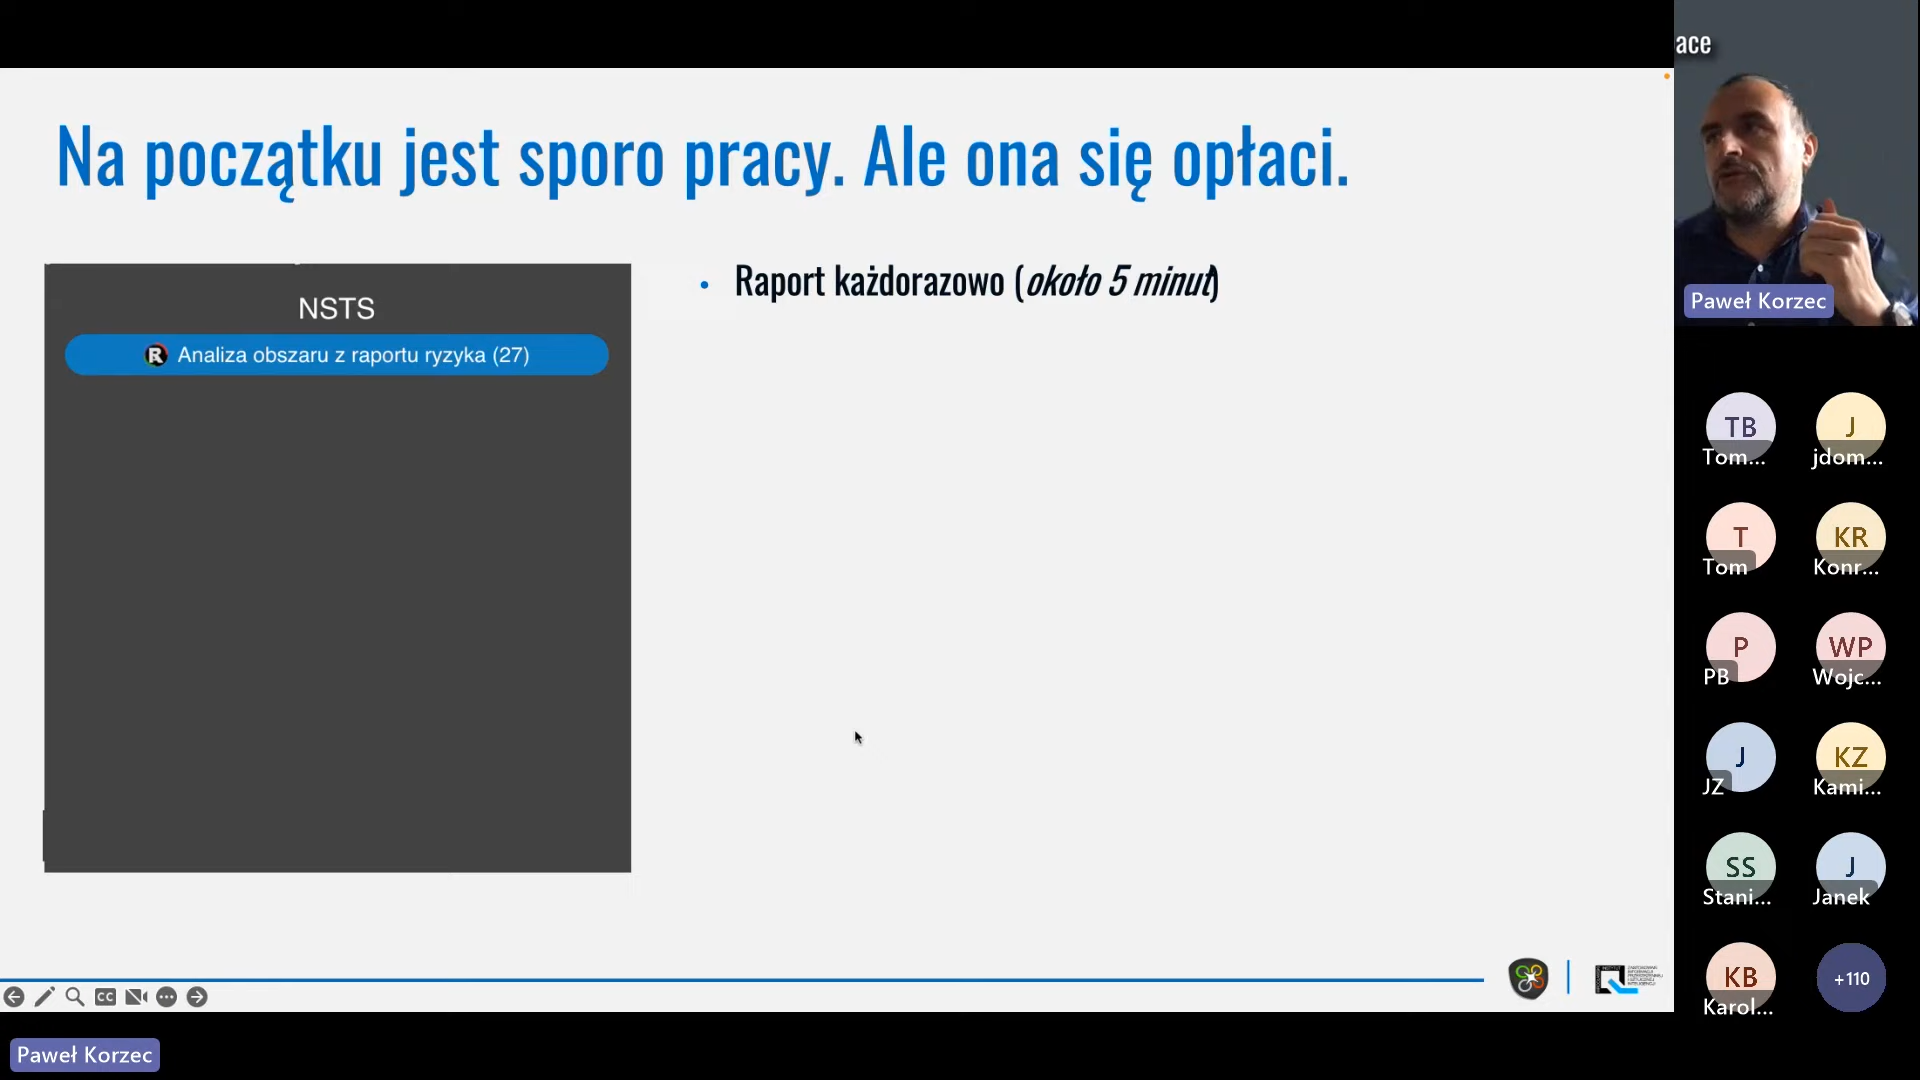 ace
Na początku jest sporo pracy. Ale ona się opłaci.
NSTS
R Analiza obszaru z raportu ryzyka (27)
• Raport każdorazowo (około 5 minut)
Paweł Korzec
TB
Tom...
J
jdom...
T
Tom
KR
Konr...
P
PB
WP
Wojc...
J
JZ
KZ
Kami...
SS
Stani...
J
Janek
KB
Karol...
+110
CC
Paweł Korzec